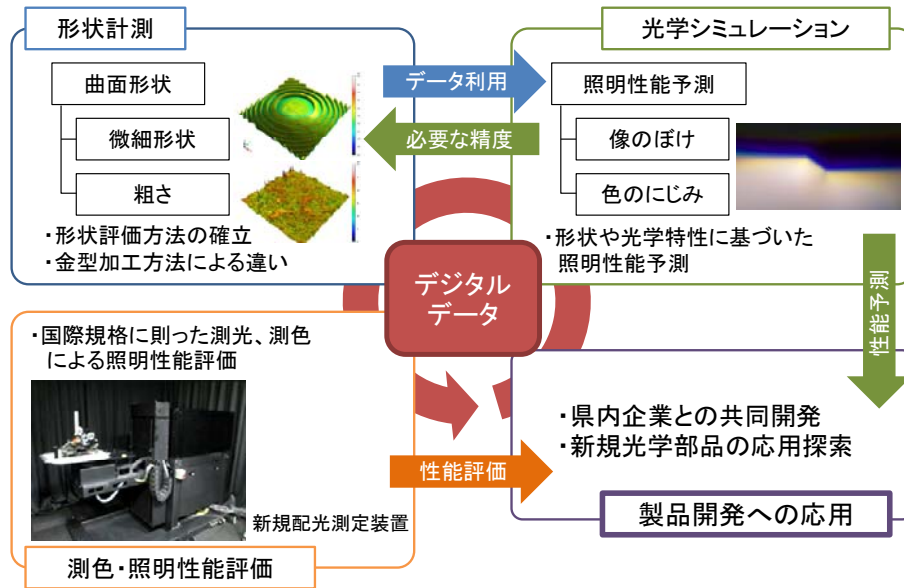 形状計測
曲面形状
微細形状
粗さ
・形状評価方法の確立
・金型加工方法による違い
データ利用
必要な精度
光学シミュレーション
照明性能予測
像のぼけ
色のにじみ
・形状や光学特性に基づいた
照明性能予測
デジタル
データ
性能予測
・国際規格に則った測光、測色
による照明性能評価
新規配光測定装置
測色・照明性能評価
性能評価
・県内企業との共同開発
・新規光学部品の応用探索
製品開発への応用